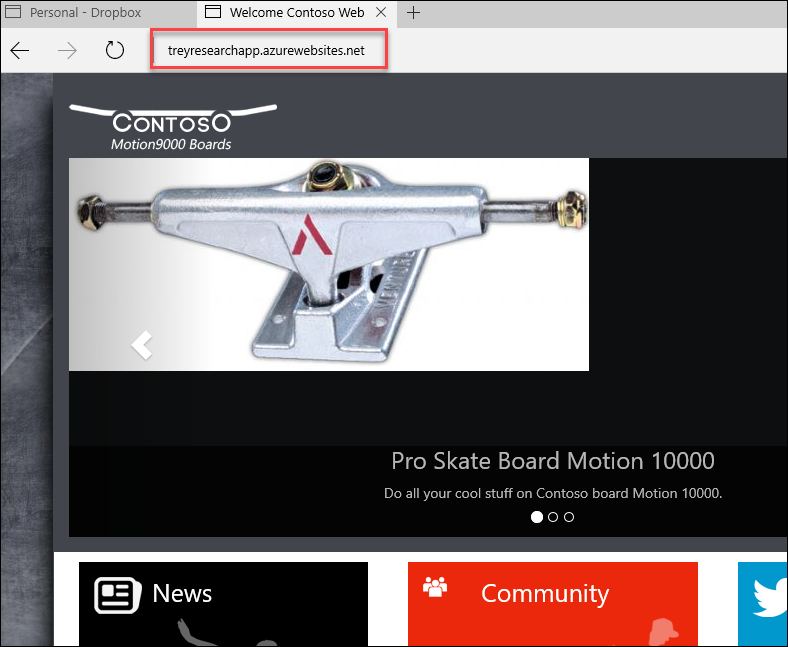 Personal - Dropbox
Welcome Contoso Web
treyresearchapp.azurewebsites.net
CONTOSO
Motion9000 Boards
VENTURE
Pro Skate Board Motion 10000
Do all your cool stuff on Contoso board Motion 10000.
News
Community